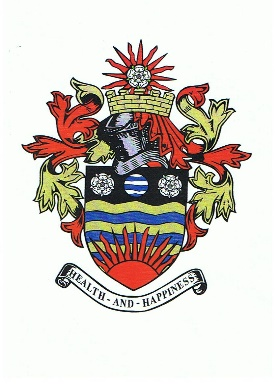 HEALTH - AND - HAPPINESS